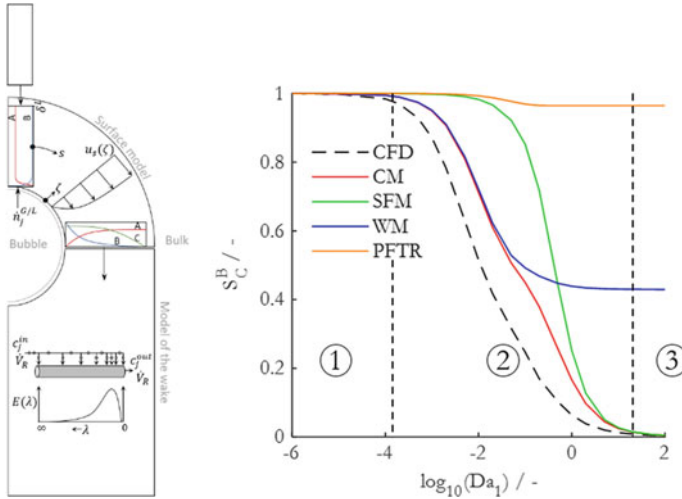 A
B
δ_l
s
Surface model
u_s(ζ)
ζ
ṅ_j^{G/L}
Bubble
A
B
C
Bulk
Model of the wake
c_j^{in}
V̇_R
c_j^{out}
V̇_R
E(λ)
∞
←λ
0
S_C^B / -
1
0.8
0.6
0.4
0.2
0
CFD
CM
SFM
WM
PFTR
①
②
③
-6
-4
-2
0
2
log₁₀(Da₁) / -